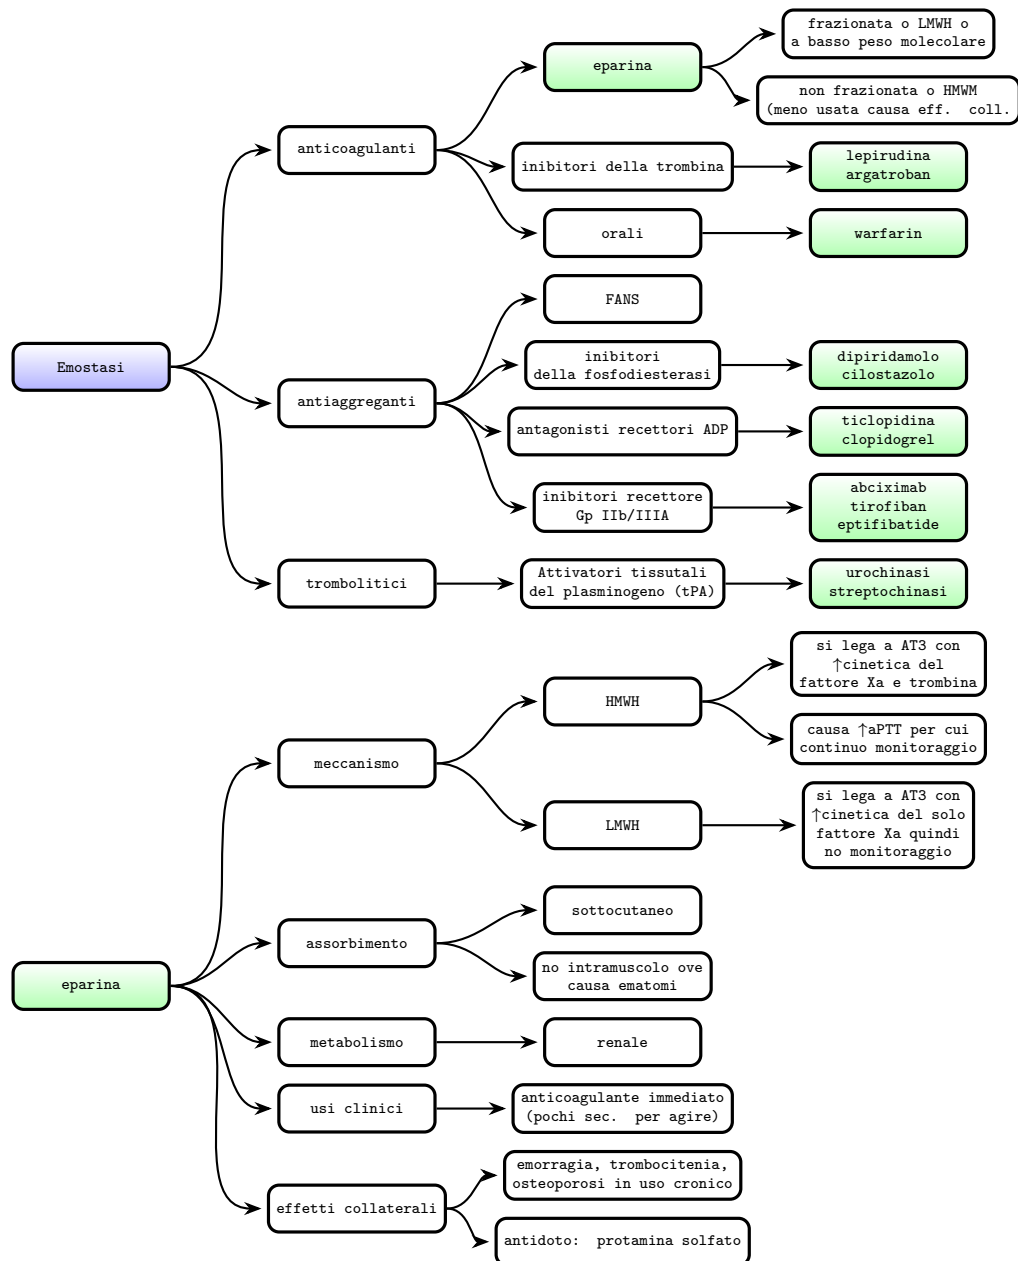 frazionata o LMWH o
a basso peso molecolare
eparina
non frazionata o HMWM
(meno usata causa eff. coll.
anticoagulanti
inibitori della trombina
lepirudina
argatroban
orali
warfarin
FANS
Emostasi
inibitori
della fosfodiesterasi
dipiridamolo
cilostazolo
antiaggreganti
antagonisti recettori ADP
ticlopidina
clopidogrel
inibitori recettore
Gp IIb/IIIA
abciximab
tirofiban
eptifibatide
trombolitici
Attivatori tissutali
del plasminogeno (tPA)
urochinasi
streptochinasi
si lega a AT3 con
↑cinetica del
fattore Xa e trombina
HMWH
causa ↑aPTT per cui
continuo monitoraggio
meccanismo
LMWH
si lega a AT3 con
↑cinetica del solo
fattore Xa quindi
no monitoraggio
sottocutaneo
assorbimento
no intramuscolo ove
causa ematomi
eparina
metabolismo
renale
usi clinici
anticoagulante immediato
(pochi sec. per agire)
emorragia, trombocitenia,
osteoporosi in uso cronico
effetti collaterali
antidoto: protamina solfato